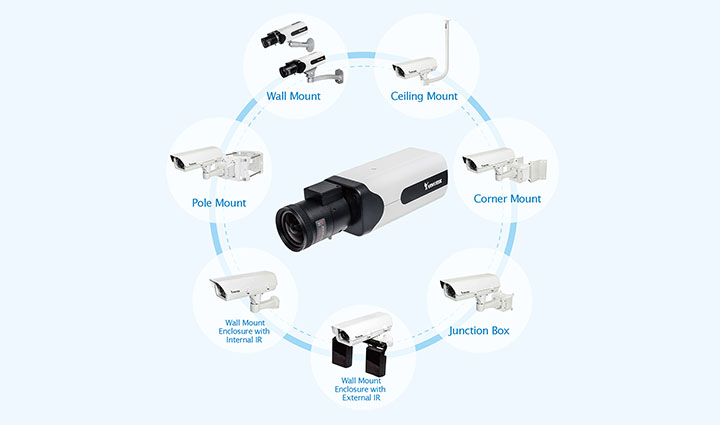 Wall Mount
Ceiling Mount
Pole Mount
Corner Mount
VIVOTEK
Wall Mount
Enclosure with
Internal IR
Junction Box
Wall Mount
Enclosure with
External IR